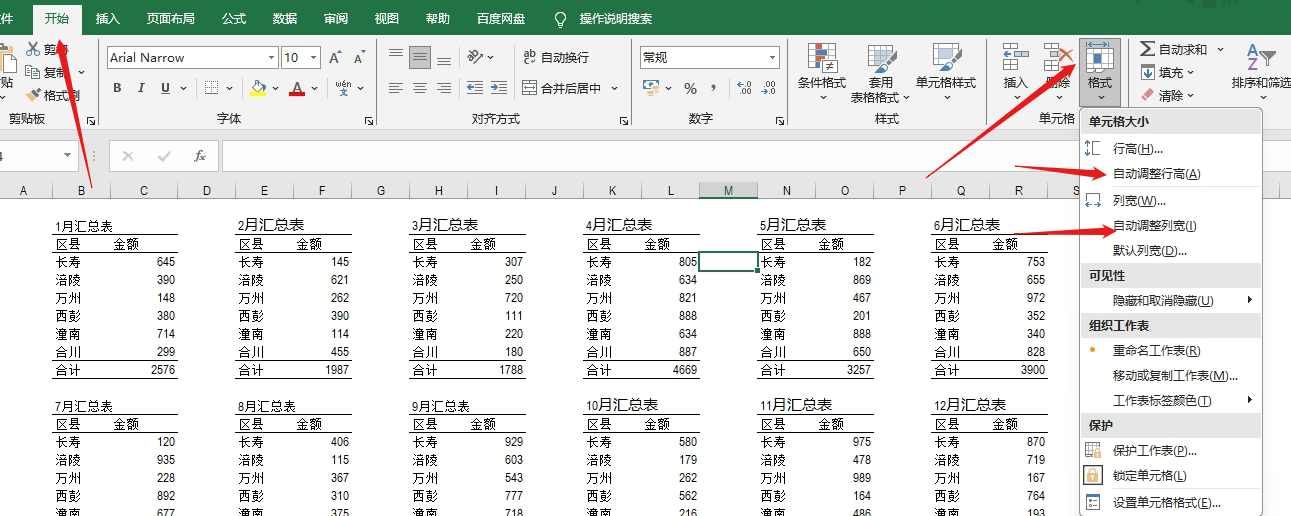 件 开始 插入 页面布局 公式 数据 审阅 视图 帮助 百度网盘 操作说明搜索
剪切 Arial Narrow 10 A A ab 自动换行 常规 自动求和
贴 复制 条件格式 套用 单元格样式 插入 删除 格式 填充 排序和筛选
格式刷 B I U A wén 文 合并后居中 % , 表格格式 清除
剪贴板 字体 对齐方式 数字 样式 单元格
4 fx
单元格大小
行高(H)...
自动调整行高(A)
列宽(W)...
自动调整列宽(I)
默认列宽(D)...
可见性
隐藏和取消隐藏(U)
组织工作表
重命名工作表(R)
移动或复制工作表(M)...
工作表标签颜色(T)
保护
保护工作表(P)...
锁定单元格(L)
设置单元格格式(E)...
A B C D E F G H I J K L M N O P Q R S
1月汇总表 2月汇总表 3月汇总表 4月汇总表 5月汇总表 6月汇总表
区县 金额 区县 金额 区县 金额 区县 金额 区县 金额 区县 金额
长寿 645 长寿 145 长寿 307 长寿 805 长寿 182 长寿 753
涪陵 390 涪陵 621 涪陵 250 涪陵 634 涪陵 869 涪陵 655
万州 148 万州 262 万州 720 万州 821 万州 467 万州 972
西彭 380 西彭 390 西彭 111 西彭 888 西彭 201 西彭 352
潼南 714 潼南 114 潼南 220 潼南 634 潼南 888 潼南 340
合川 299 合川 455 合川 180 合川 887 合川 650 合川 828
合计 2576 合计 1987 合计 1788 合计 4669 合计 3257 合计 3900
7月汇总表 8月汇总表 9月汇总表 10月汇总表 11月汇总表 12月汇总表
区县 金额 区县 金额 区县 金额 区县 金额 区县 金额 区县 金额
长寿 120 长寿 406 长寿 929 长寿 580 长寿 975 长寿 870
涪陵 935 涪陵 115 涪陵 603 涪陵 179 涪陵 478 涪陵 719
万州 228 万州 367 万州 543 万州 262 万州 989 万州 167
西彭 892 西彭 310 西彭 777 西彭 562 西彭 164 西彭 764
潼南 677 潼南 375 潼南 718 潼南 216 潼南 486 潼南 193